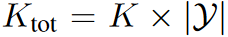 K_tot = K × |𝒴|